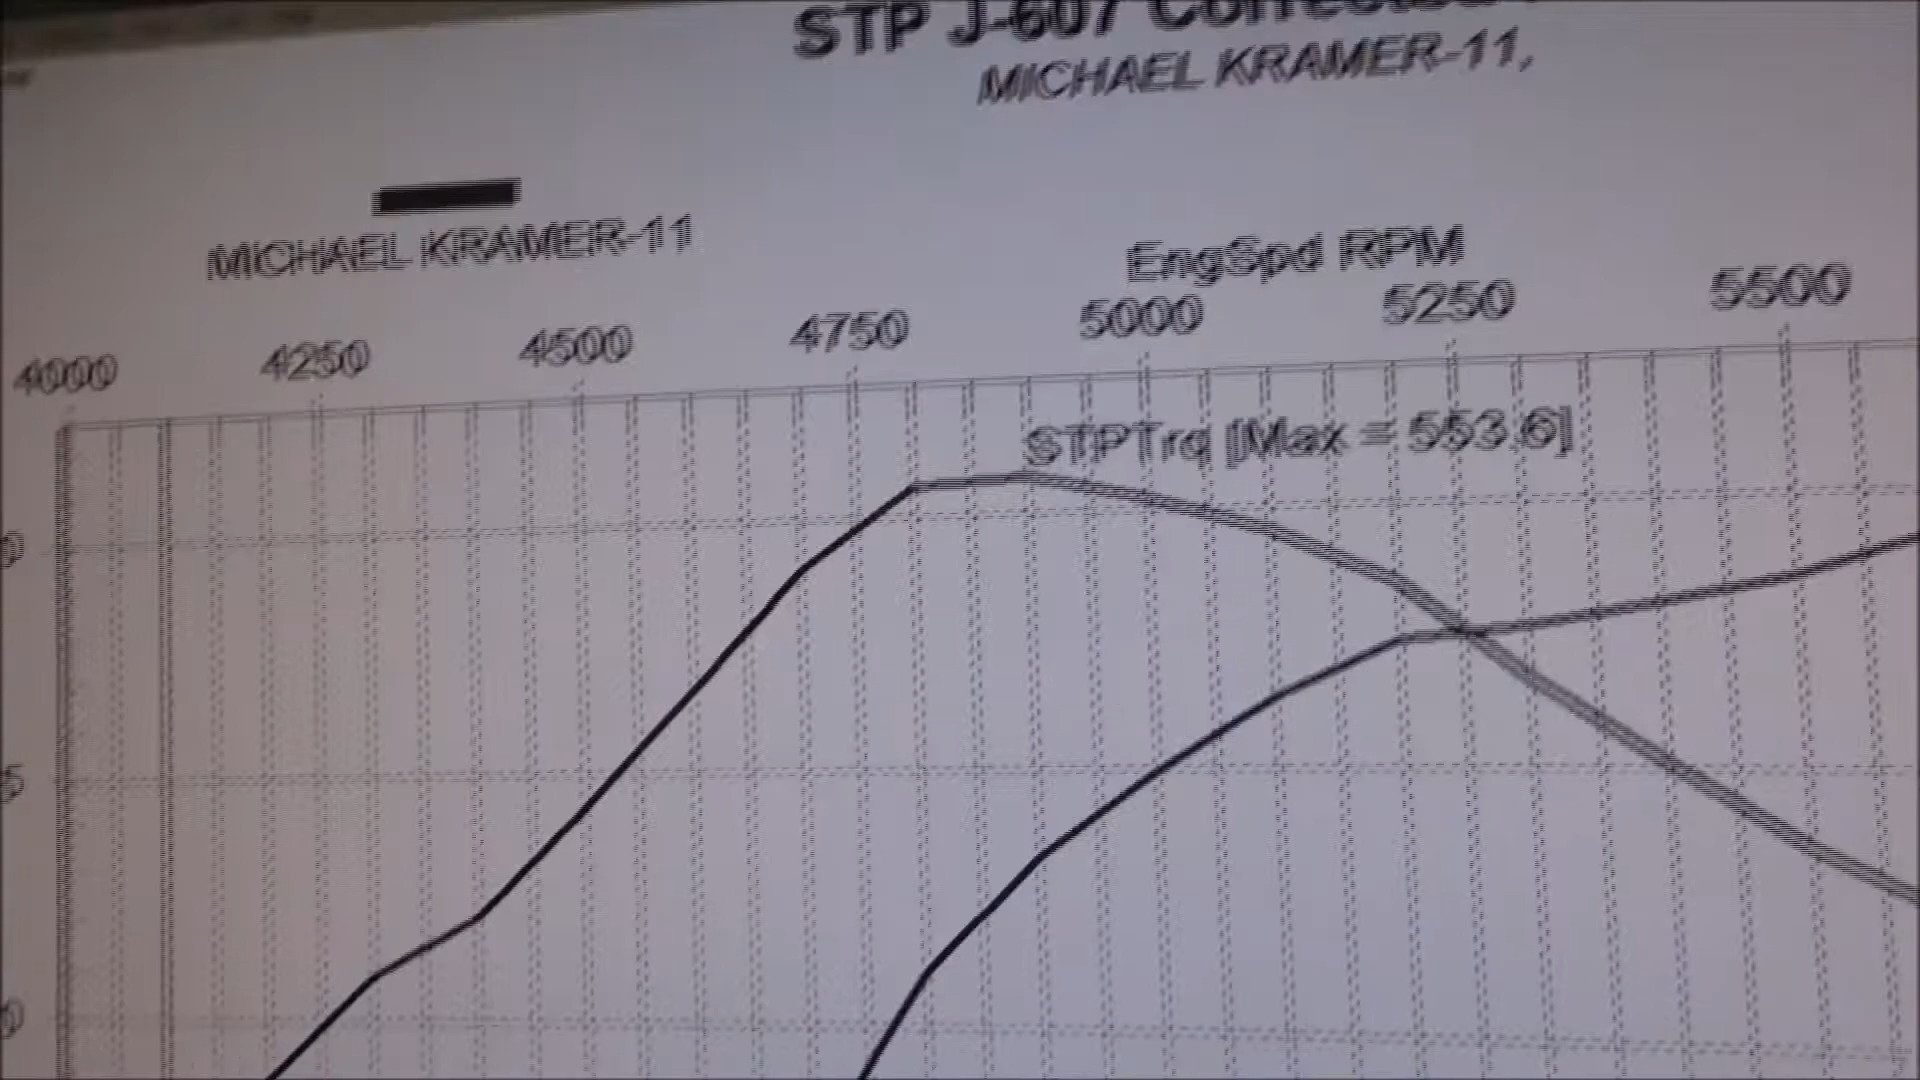 STP J-607 Corrected
MICHAEL KRAMER-11,
MICHAEL KRAMER-11
EngSpd RPM
4000 4250 4500 4750 5000 5250 5500
STPTrq [Max = 553.6]